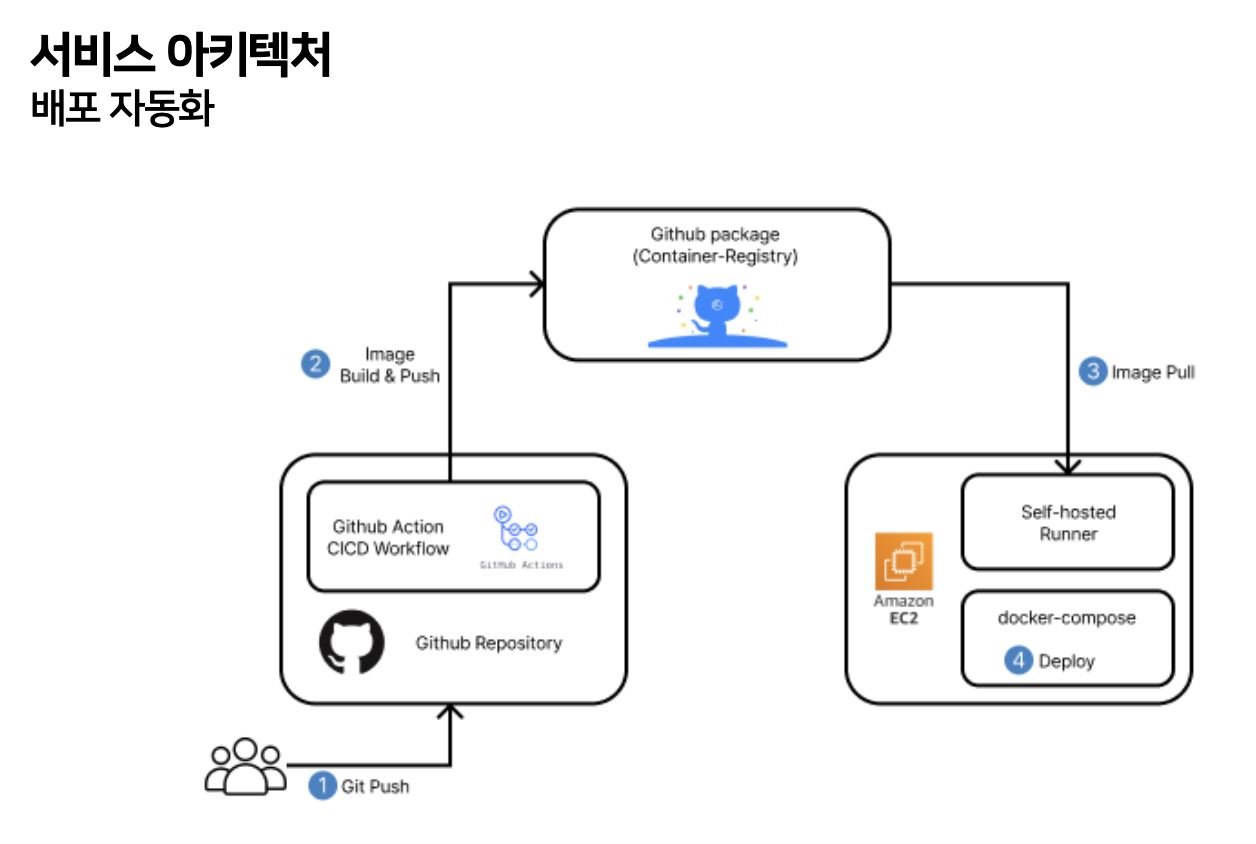 서비스 아키텍처
배포 자동화
Github package
(Container-Registry)
2
Image
Build & Push
3
Image Pull
Github Action
CICD Workflow
GitHub Actions
Github Repository
Self-hosted
Runner
Amazon
EC2
docker-compose
4
Deploy
1
Git Push